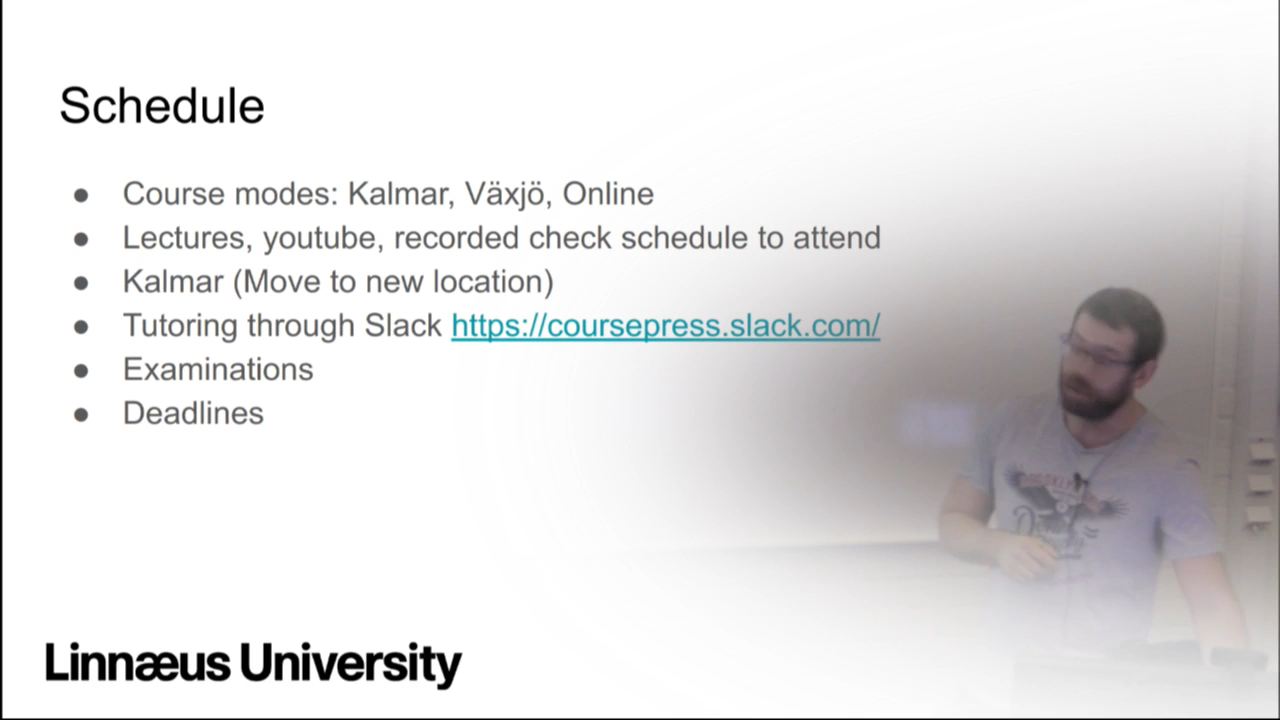 Schedule
● Course modes: Kalmar, Växjö, Online
● Lectures, youtube, recorded check schedule to attend
● Kalmar (Move to new location)
● Tutoring through Slack https://coursepress.slack.com/
● Examinations
● Deadlines
Linnæus University